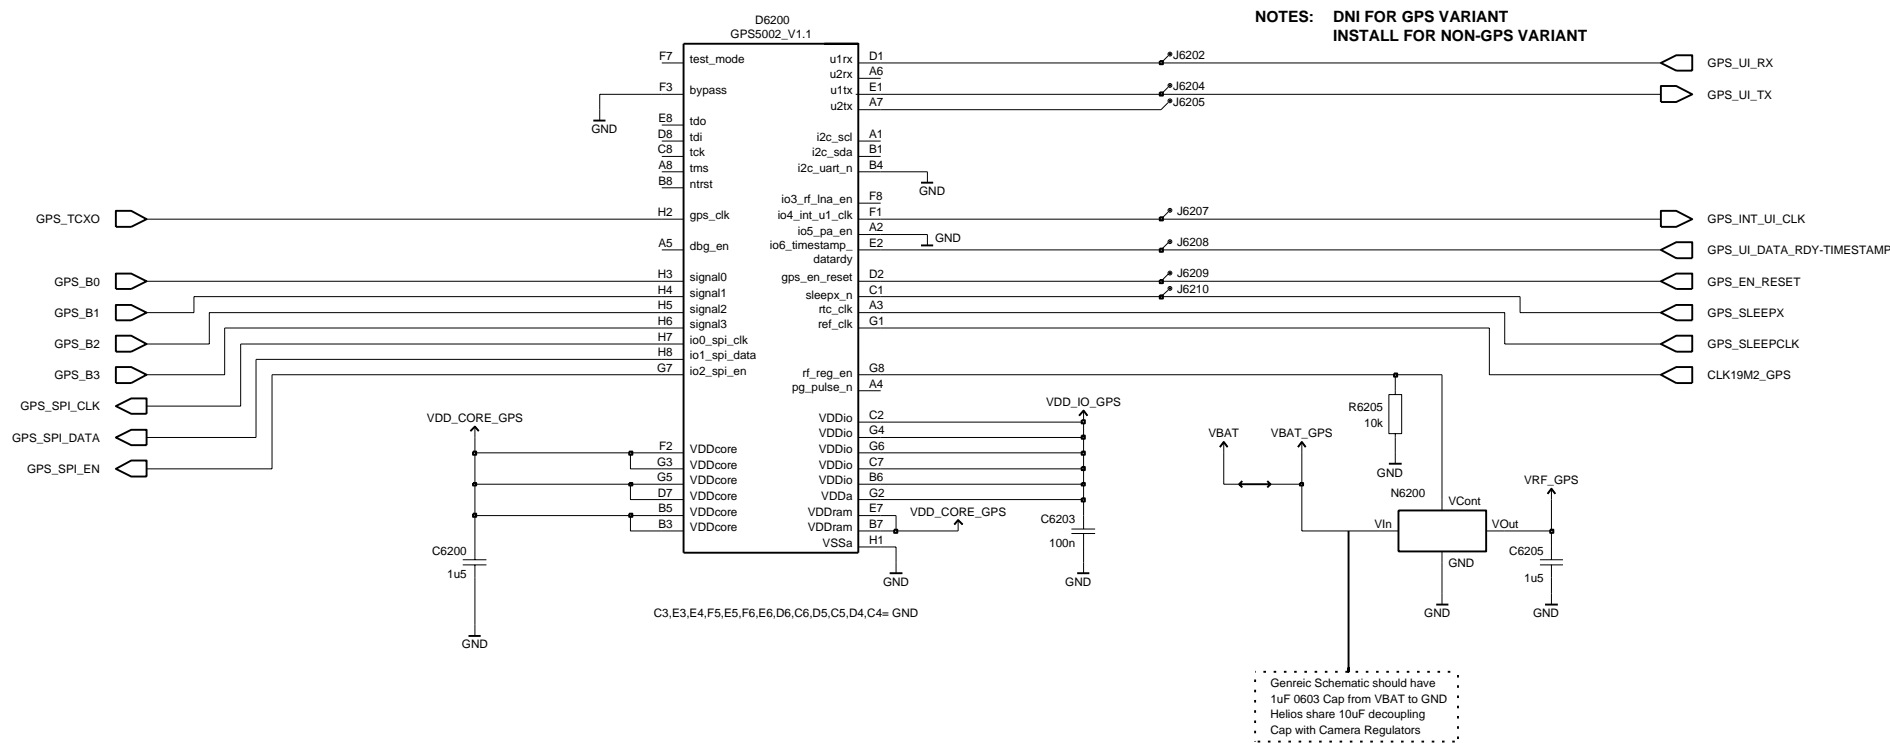 NOTES: DNI FOR GPS VARIANT
INSTALL FOR NON-GPS VARIANT
D6200
GPS5002_V1.1
F7 test_mode
F3 bypass
GND
E8 tdo
D8 tdi
C8 tck
A8 tms
B8 ntrst
GPS_TCXO H2 gps_clk
A5 dbg_en
GPS_B0 H3 signal0
GPS_B1 H4 signal1
GPS_B2 H5 signal2
GPS_B3 H6 signal3
GPS_SPI_CLK H7 io0_spi_clk
GPS_SPI_DATA H8 io1_spi_data
GPS_SPI_EN G7 io2_spi_en
VDD_CORE_GPS
F2 VDDcore
G3 VDDcore
G5 VDDcore
D7 VDDcore
B5 VDDcore
B3 VDDcore
C6200
1u5
GND
u1rx D1 J6202 GPS_UI_RX
u2rx A6
u1tx E1 J6204 GPS_UI_TX
u2tx A7 J6205
i2c_scl A1
i2c_sda B1
i2c_uart_n B4
GND
io3_rf_lna_en F8
io4_int_u1_clk F1 J6207 GPS_INT_UI_CLK
io5_pa_en A2 GND
io6_timestamp_ E2 J6208 GPS_UI_DATA_RDY-TIMESTAMP
datardy
gps_en_reset D2 J6209 GPS_EN_RESET
sleepx_n C1 J6210 GPS_SLEEPX
rtc_clk A3 GPS_SLEEPCLK
ref_clk G1 CLK19M2_GPS
rf_reg_en G8
pg_pulse_n A4
VDD_IO_GPS
VDDio C2
VDDio G4
VDDio G6
VDDio C7
VDDio B6
VDDa G2
VDDram E7
VDDram B7 VDD_CORE_GPS
VSSa H1
GND
C6203
100n
GND
R6205
10k
GND
VBAT VBAT_GPS
N6200
VCont
VIn VOut
GND
GND
VRF_GPS
C6205
1u5
GND
C3,E3,E4,F5,E5,F6,E6,D6,C6,D5,C5,D4,C4= GND
Genreic Schematic should have
1uF 0603 Cap from VBAT to GND
Helios share 10uF decoupling
Cap with Camera Regulators